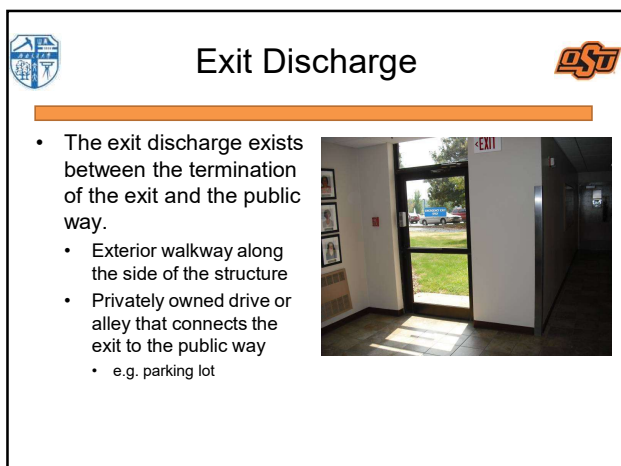 Exit Discharge
OSU
• The exit discharge exists
between the termination
of the exit and the public
way.
• Exterior walkway along
the side of the structure
• Privately owned drive or
alley that connects the
exit to the public way
• e.g. parking lot
<EXIT